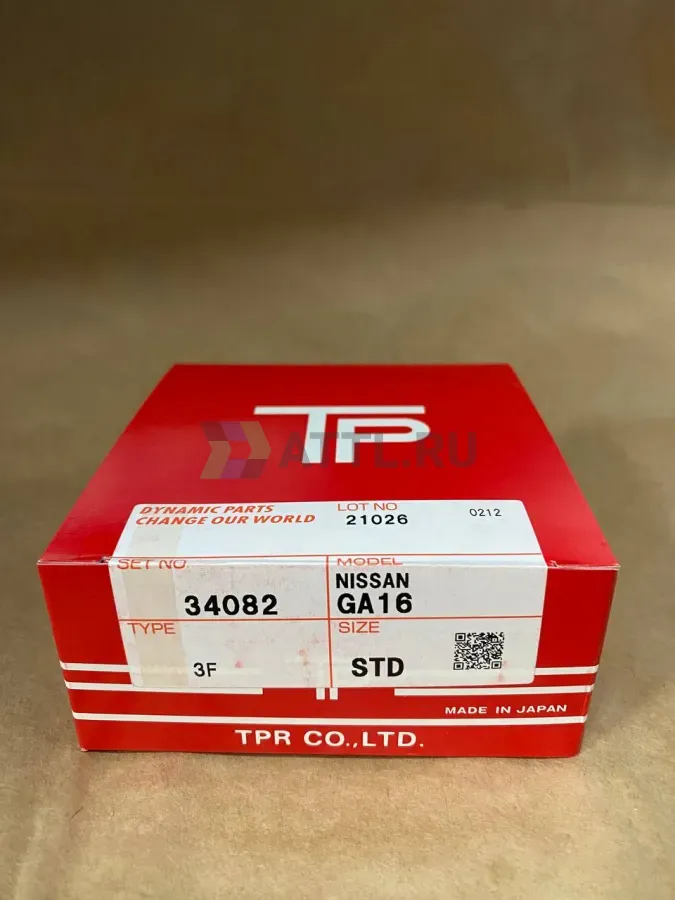 TP
ATTL.RU
DYNAMIC PARTS
CHANGE OUR WORLD
LOT NO
21026
0212
SET NO.
34082
MODEL
NISSAN
GA16
TYPE
3F
SIZE
STD
MADE IN JAPAN
TPR CO.,LTD.